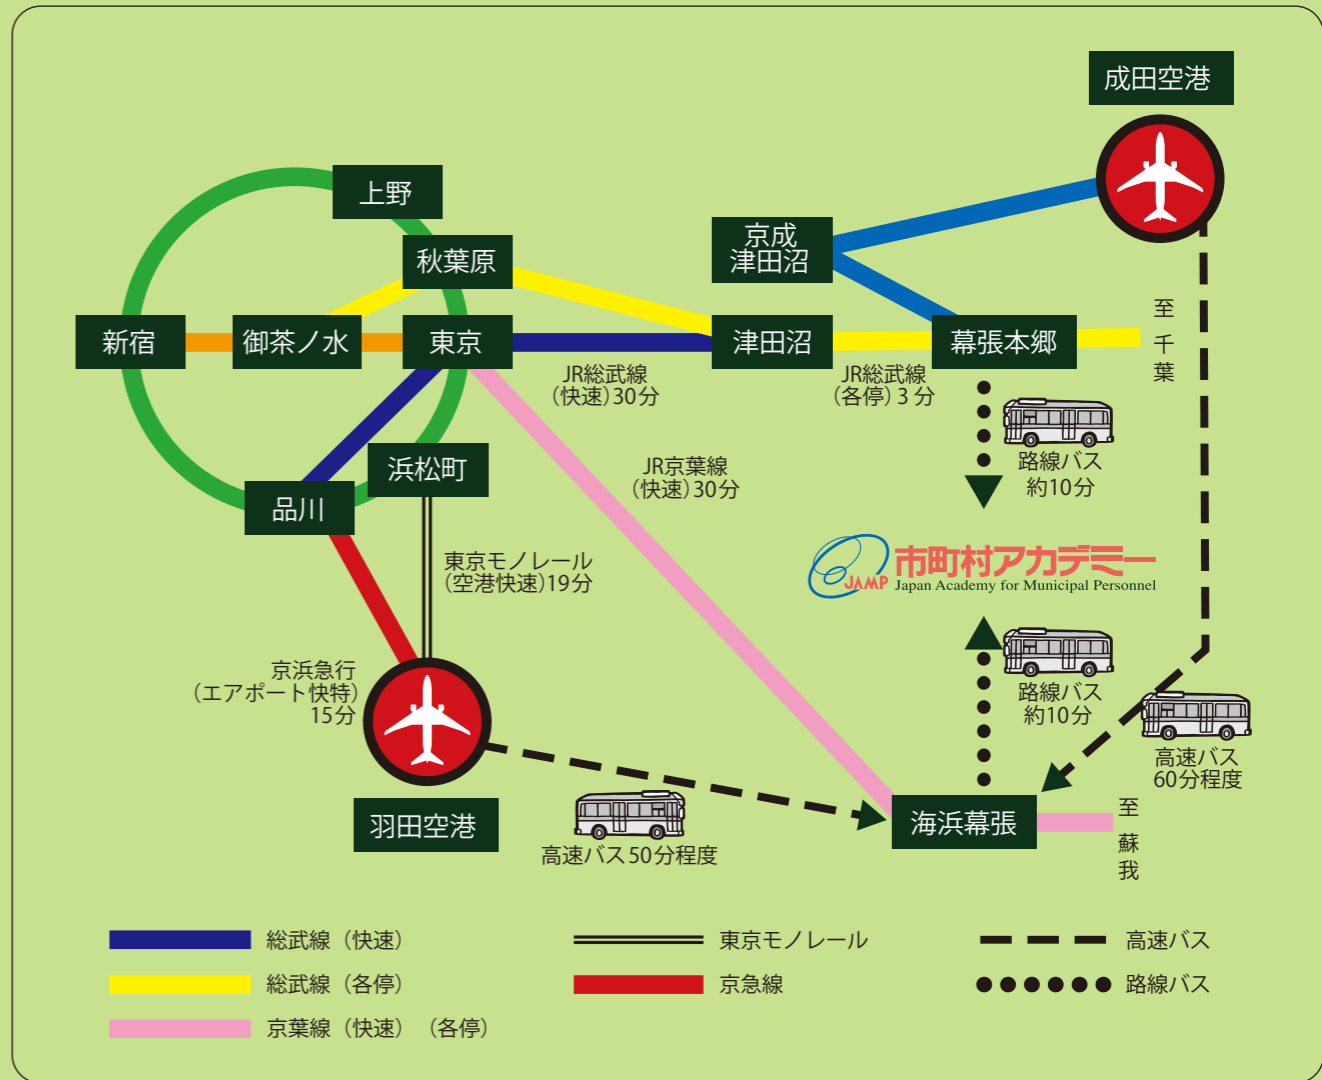 成田空港
上野
京成
津田沼
秋葉原
新宿
御茶ノ水
東京
津田沼
幕張本郷
至千葉
JR総武線
(快速)30分
JR総武線
(各停)3分
路線バス
約10分
浜松町
品川
JR京葉線
(快速)30分
東京モノレール
(空港快速)19分
JAMP
市町村アカデミー
Japan Academy for Municipal Personnel
京浜急行
(エアポート快特)
15分
路線バス
約10分
高速バス
60分程度
羽田空港
高速バス50分程度
海浜幕張
至蘇我
総武線(快速)
東京モノレール
高速バス
総武線(各停)
京急線
路線バス
京葉線(快速)(各停)